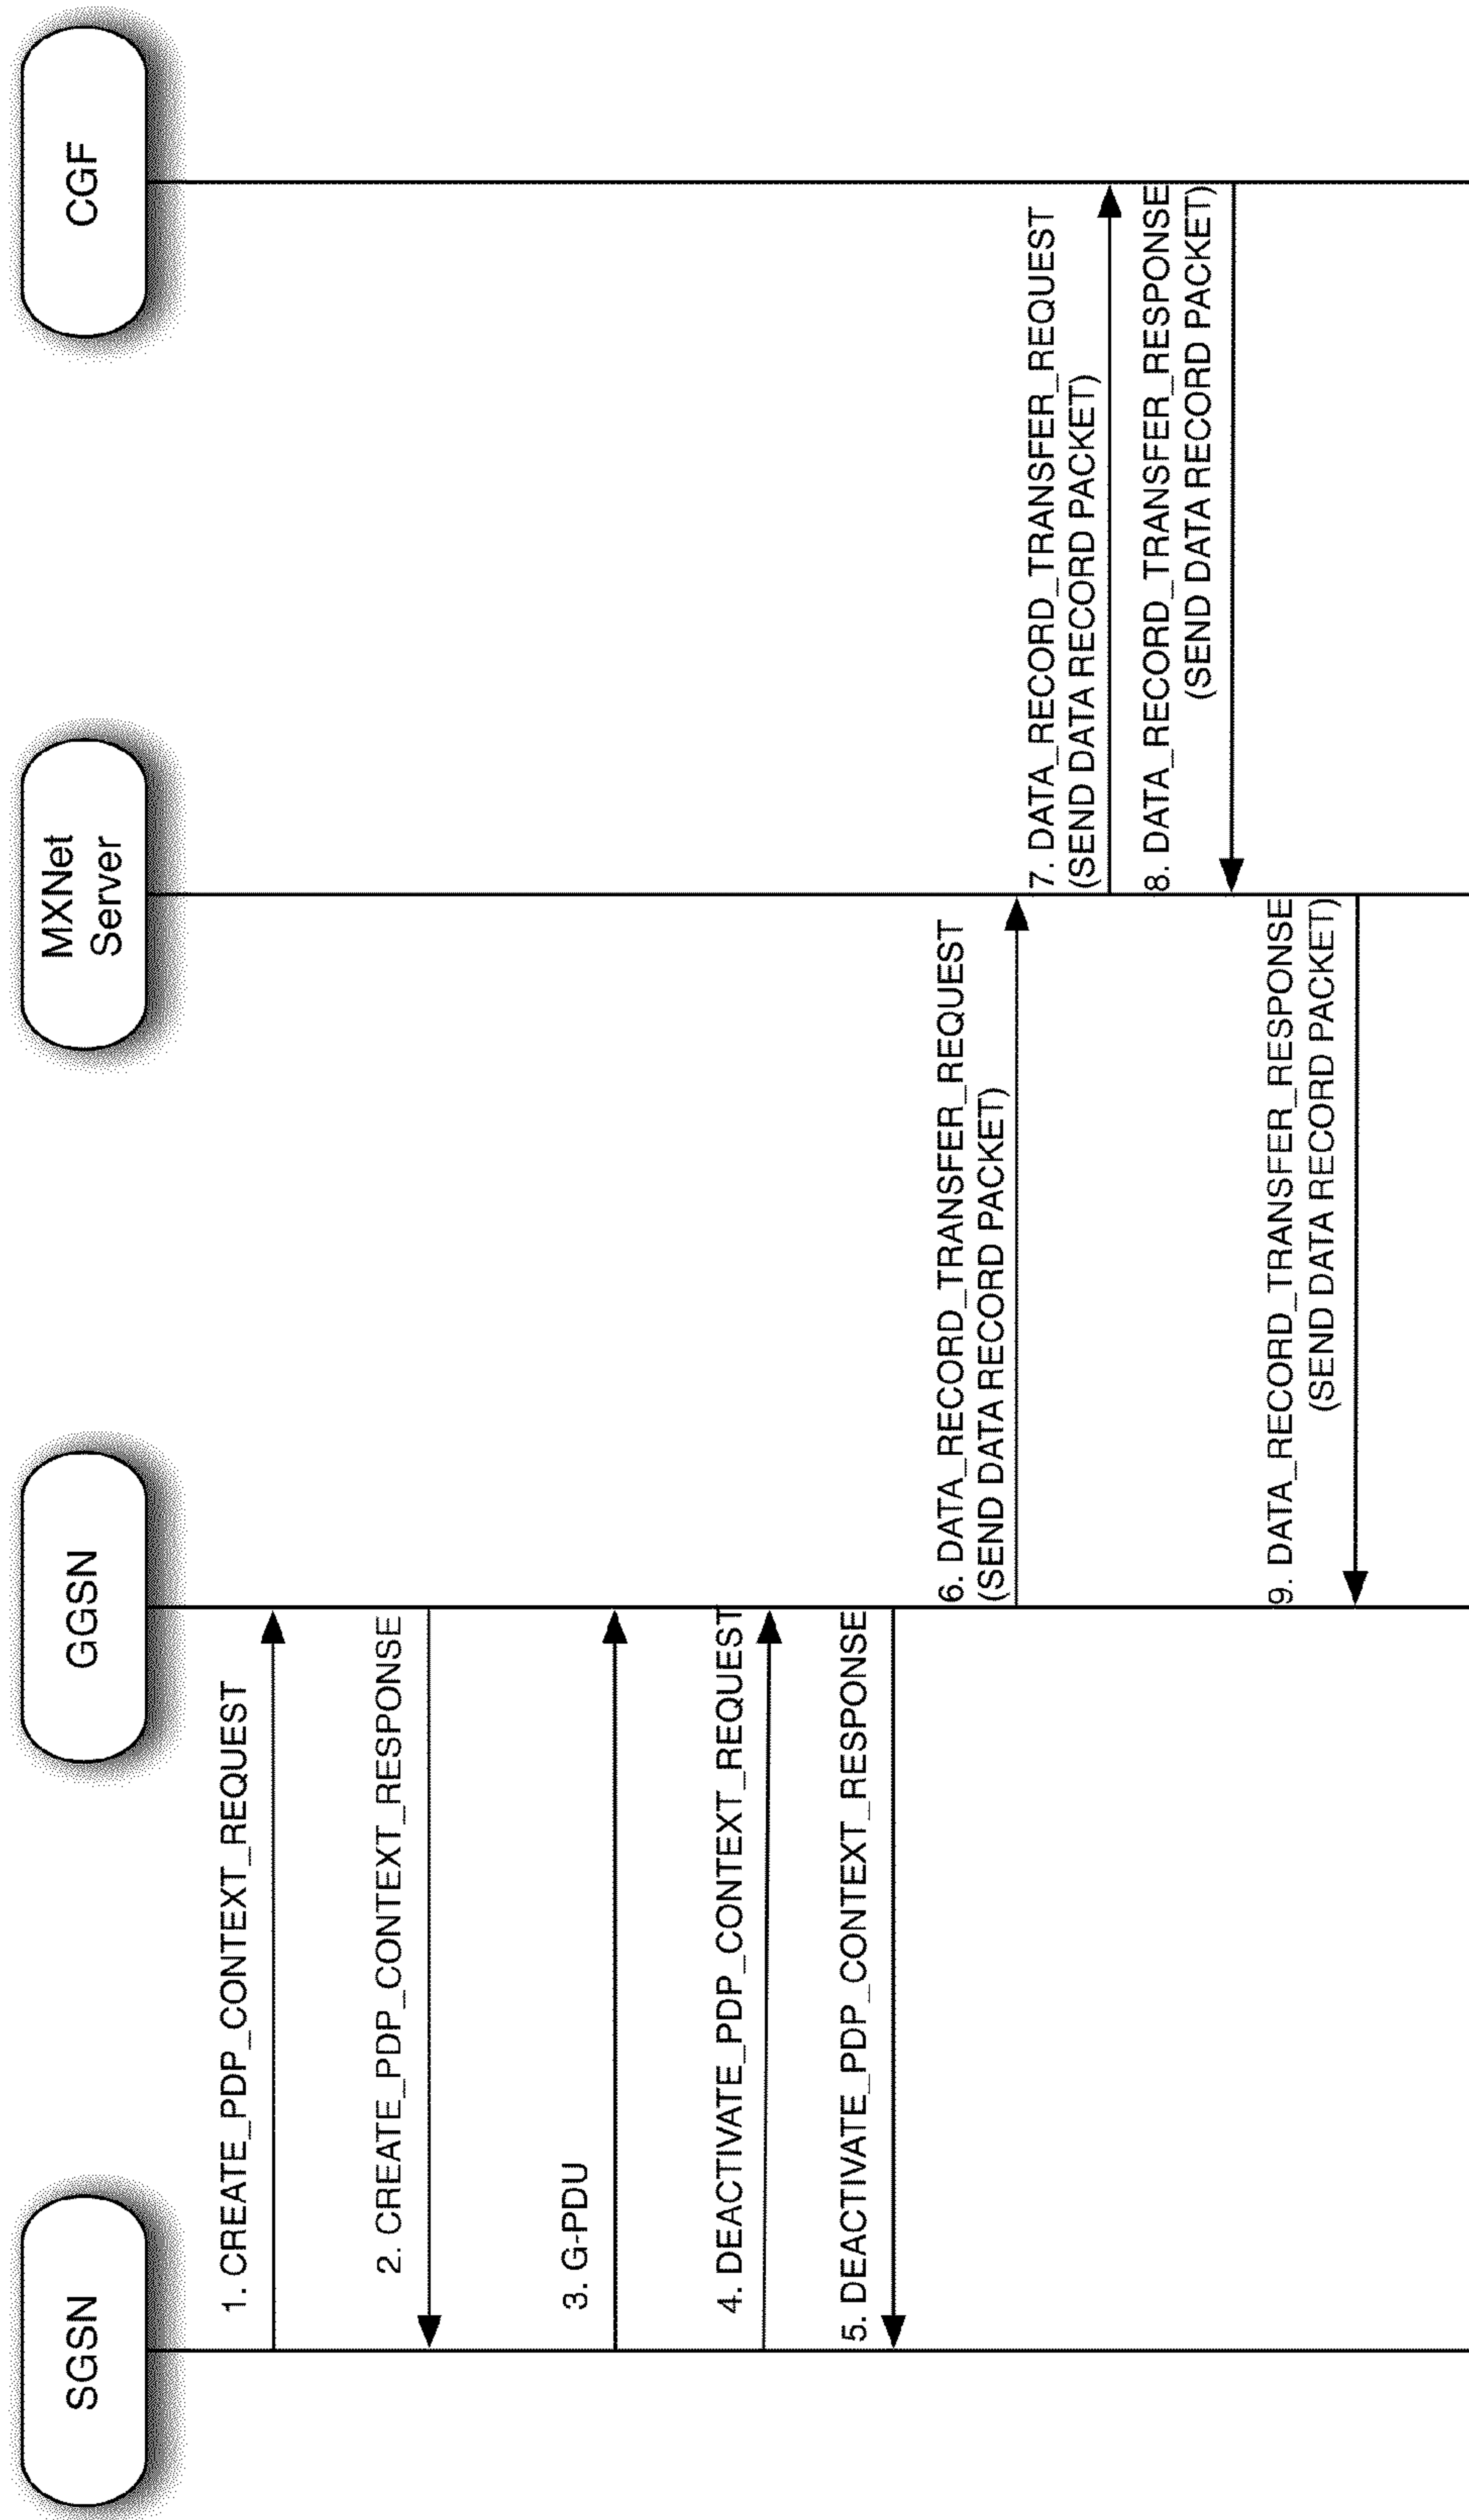 SGSN
GGSN
MXNet
Server
CGF
1. CREATE_PDP_CONTEXT_REQUEST
2. CREATE_PDP_CONTEXT_RESPONSE
3. G-PDU
4. DEACTIVATE_PDP_CONTEXT_REQUEST
5. DEACTIVATE_PDP_CONTEXT_RESPONSE
6. DATA_RECORD_TRANSFER_REQUEST
(SEND DATA RECORD PACKET)
7. DATA_RECORD_TRANSFER_REQUEST
(SEND DATA RECORD PACKET)
8. DATA_RECORD_TRANSFER_RESPONSE
(SEND DATA RECORD PACKET)
9. DATA_RECORD_TRANSFER_RESPONSE
(SEND DATA RECORD PACKET)